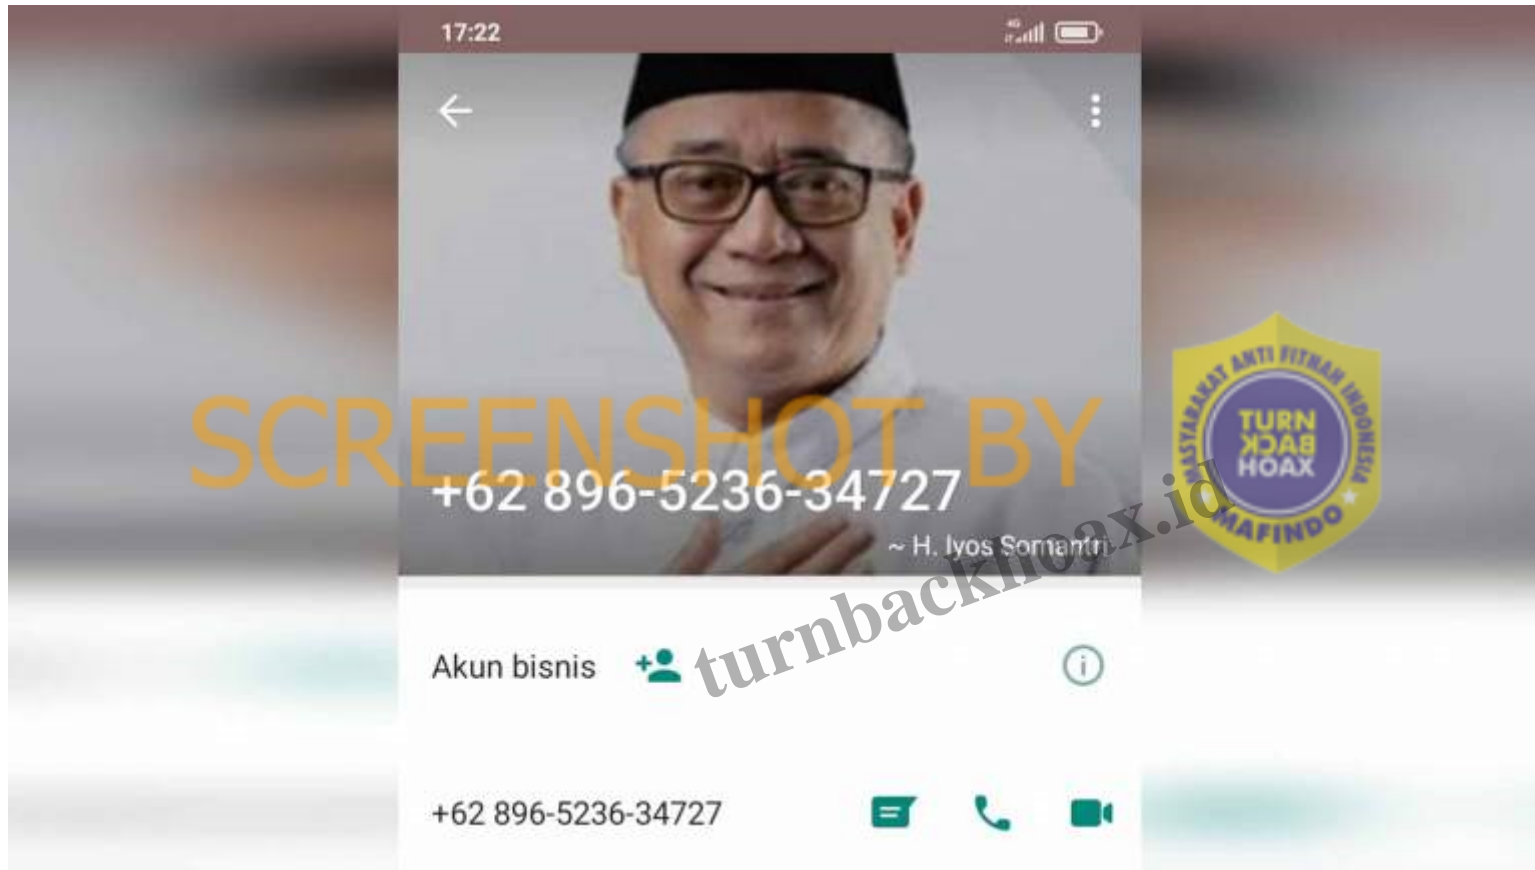 17:22
4G
SCREENSHOT BY
MASYARAKAT ANTI FITNAH INDONESIA
TURN
BACK
HOAX
MAFINDO
+62 896-5236-34727
~ H. Iyos Somantri
turnbackhoax.id
Akun bisnis
+62 896-5236-34727